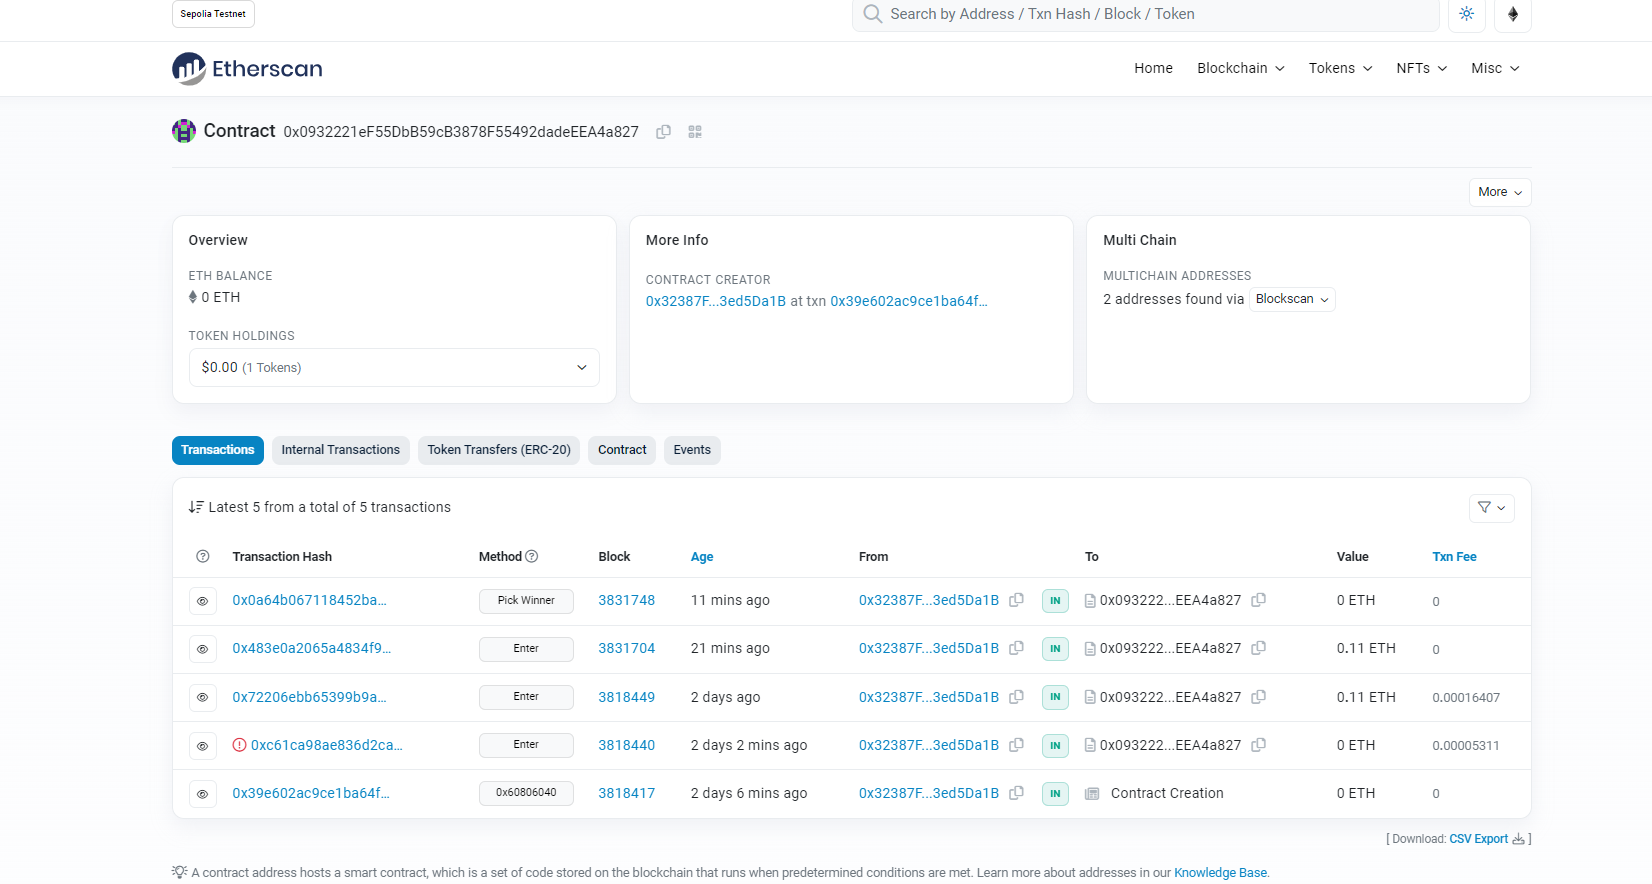 Sepolia Testnet
Search by Address / Txn Hash / Block / Token
Etherscan
Home Blockchain Tokens NFTs Misc
Contract 0x0932221eF55DbB59cB3878F55492dadeEEA4a827
More
Overview
ETH BALANCE
0 ETH
TOKEN HOLDINGS
$0.00 (1 Tokens)
More Info
CONTRACT CREATOR
0x32387F...3ed5Da1B at txn 0x39e602ac9ce1ba64f...
Multi Chain
MULTICHAIN ADDRESSES
2 addresses found via Blockscan
Transactions Internal Transactions Token Transfers (ERC-20) Contract Events
Latest 5 from a total of 5 transactions
Transaction Hash Method Block Age From To Value Txn Fee
0x0a64b067118452ba... Pick Winner 3831748 11 mins ago 0x32387F...3ed5Da1B IN 0x093222...EEA4a827 0 ETH 0
0x483e0a2065a4834f9... Enter 3831704 21 mins ago 0x32387F...3ed5Da1B IN 0x093222...EEA4a827 0.11 ETH 0
0x72206ebb65399b9a... Enter 3818449 2 days ago 0x32387F...3ed5Da1B IN 0x093222...EEA4a827 0.11 ETH 0.00016407
0xc61ca98ae836d2ca... Enter 3818440 2 days 2 mins ago 0x32387F...3ed5Da1B IN 0x093222...EEA4a827 0 ETH 0.00005311
0x39e602ac9ce1ba64f... 0x60806040 3818417 2 days 6 mins ago 0x32387F...3ed5Da1B IN Contract Creation 0 ETH 0
[ Download: CSV Export ]
A contract address hosts a smart contract, which is a set of code stored on the blockchain that runs when predetermined conditions are met. Learn more about addresses in our Knowledge Base.